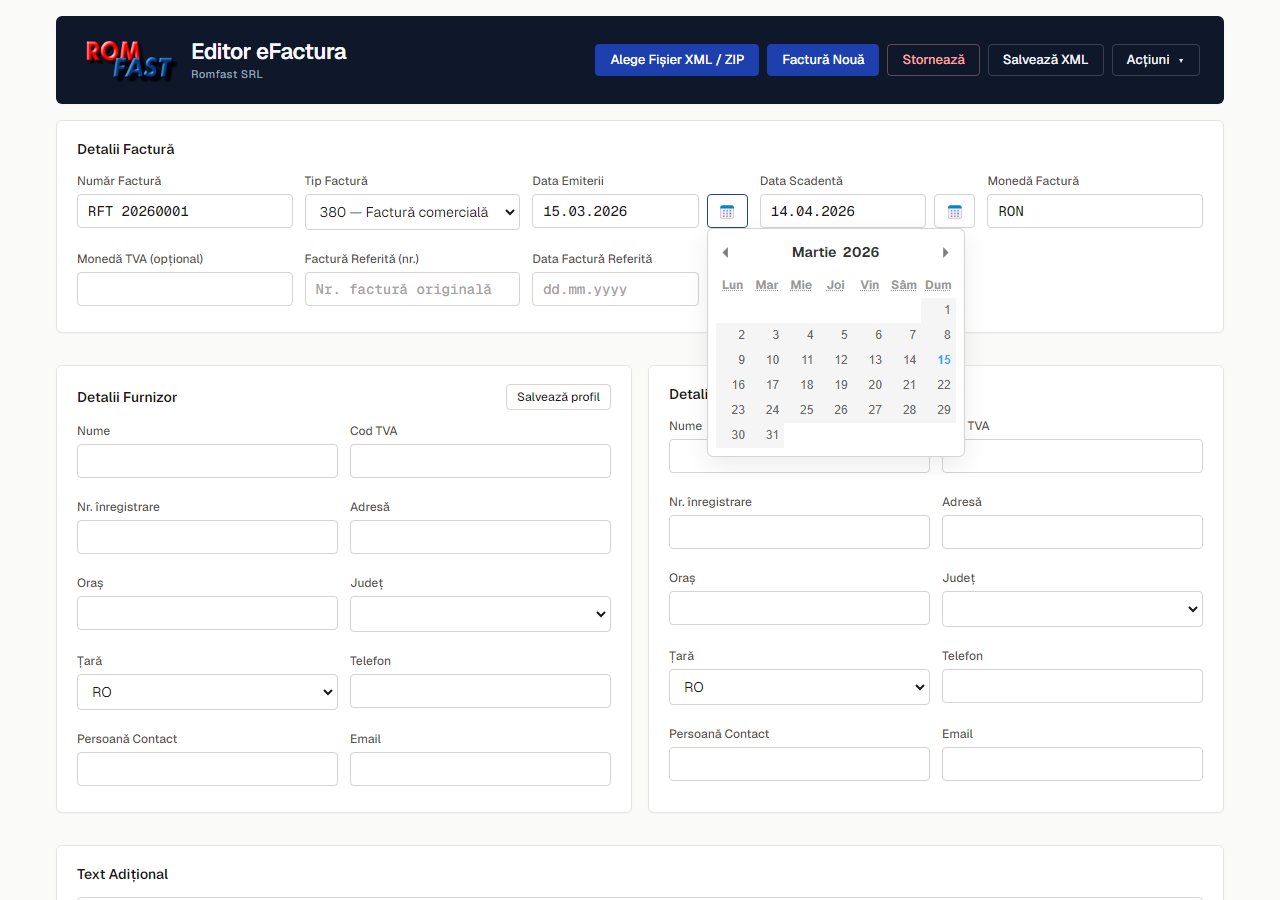 ROM
FAST
Editor eFactura
Romfast SRL
Alege Fișier XML / ZIP
Factură Nouă
Stornează
Salvează XML
Acțiuni ▾
Detalii Factură
Număr Factură
Tip Factură
Data Emiterii
Data Scadentă
Monedă Factură
RFT 20260001
380 — Factură comercială
15.03.2026
14.04.2026
RON
Monedă TVA (opțional)
Factură Referită (nr.)
Data Factură Referită
Nr. factură originală
dd.mm.yyyy
Martie 2026
Lun Mar Mie Joi Vin Sâm Dum
1
2 3 4 5 6 7 8
9 10 11 12 13 14 15
16 17 18 19 20 21 22
23 24 25 26 27 28 29
30 31
Detalii Furnizor
Salvează profil
Nume
Cod TVA
Nr. înregistrare
Adresă
Oraș
Județ
Țară
Telefon
RO
Persoană Contact
Email
Detali
Nume
TVA
Nr. înregistrare
Adresă
Oraș
Județ
Țară
Telefon
RO
Persoană Contact
Email
Text Adițional